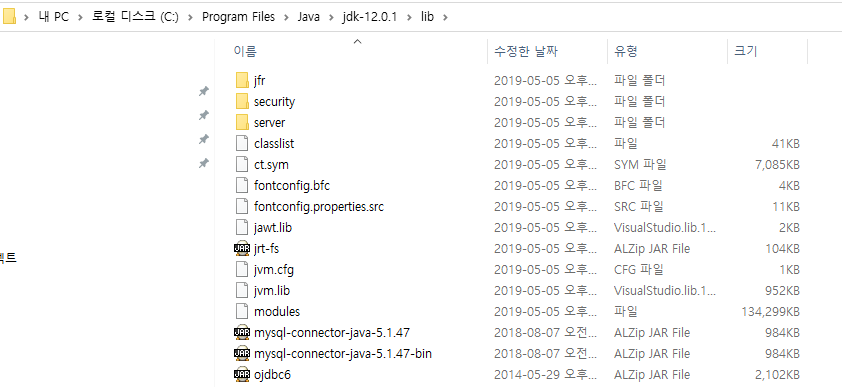 내 PC > 로컬 디스크 (C:) > Program Files > Java > jdk-12.0.1 > lib >
이름 수정한 날짜 유형 크기
jfr 2019-05-05 오후... 파일 폴더
security 2019-05-05 오후... 파일 폴더
server 2019-05-05 오후... 파일 폴더
classlist 2019-05-05 오후... 파일 41KB
ct.sym 2019-05-05 오후... SYM 파일 7,085KB
fontconfig.bfc 2019-05-05 오후... BFC 파일 4KB
fontconfig.properties.src 2019-05-05 오후... SRC 파일 11KB
jawt.lib 2019-05-05 오후... VisualStudio.lib.1... 2KB
jrt-fs 2019-05-05 오후... ALZip JAR File 104KB
jvm.cfg 2019-05-05 오후... CFG 파일 1KB
jvm.lib 2019-05-05 오후... VisualStudio.lib.1... 952KB
modules 2019-05-05 오후... 파일 134,299KB
mysql-connector-java-5.1.47 2018-08-07 오전... ALZip JAR File 984KB
mysql-connector-java-5.1.47-bin 2018-08-07 오전... ALZip JAR File 984KB
ojdbc6 2014-05-29 오후... ALZip JAR File 2,102KB